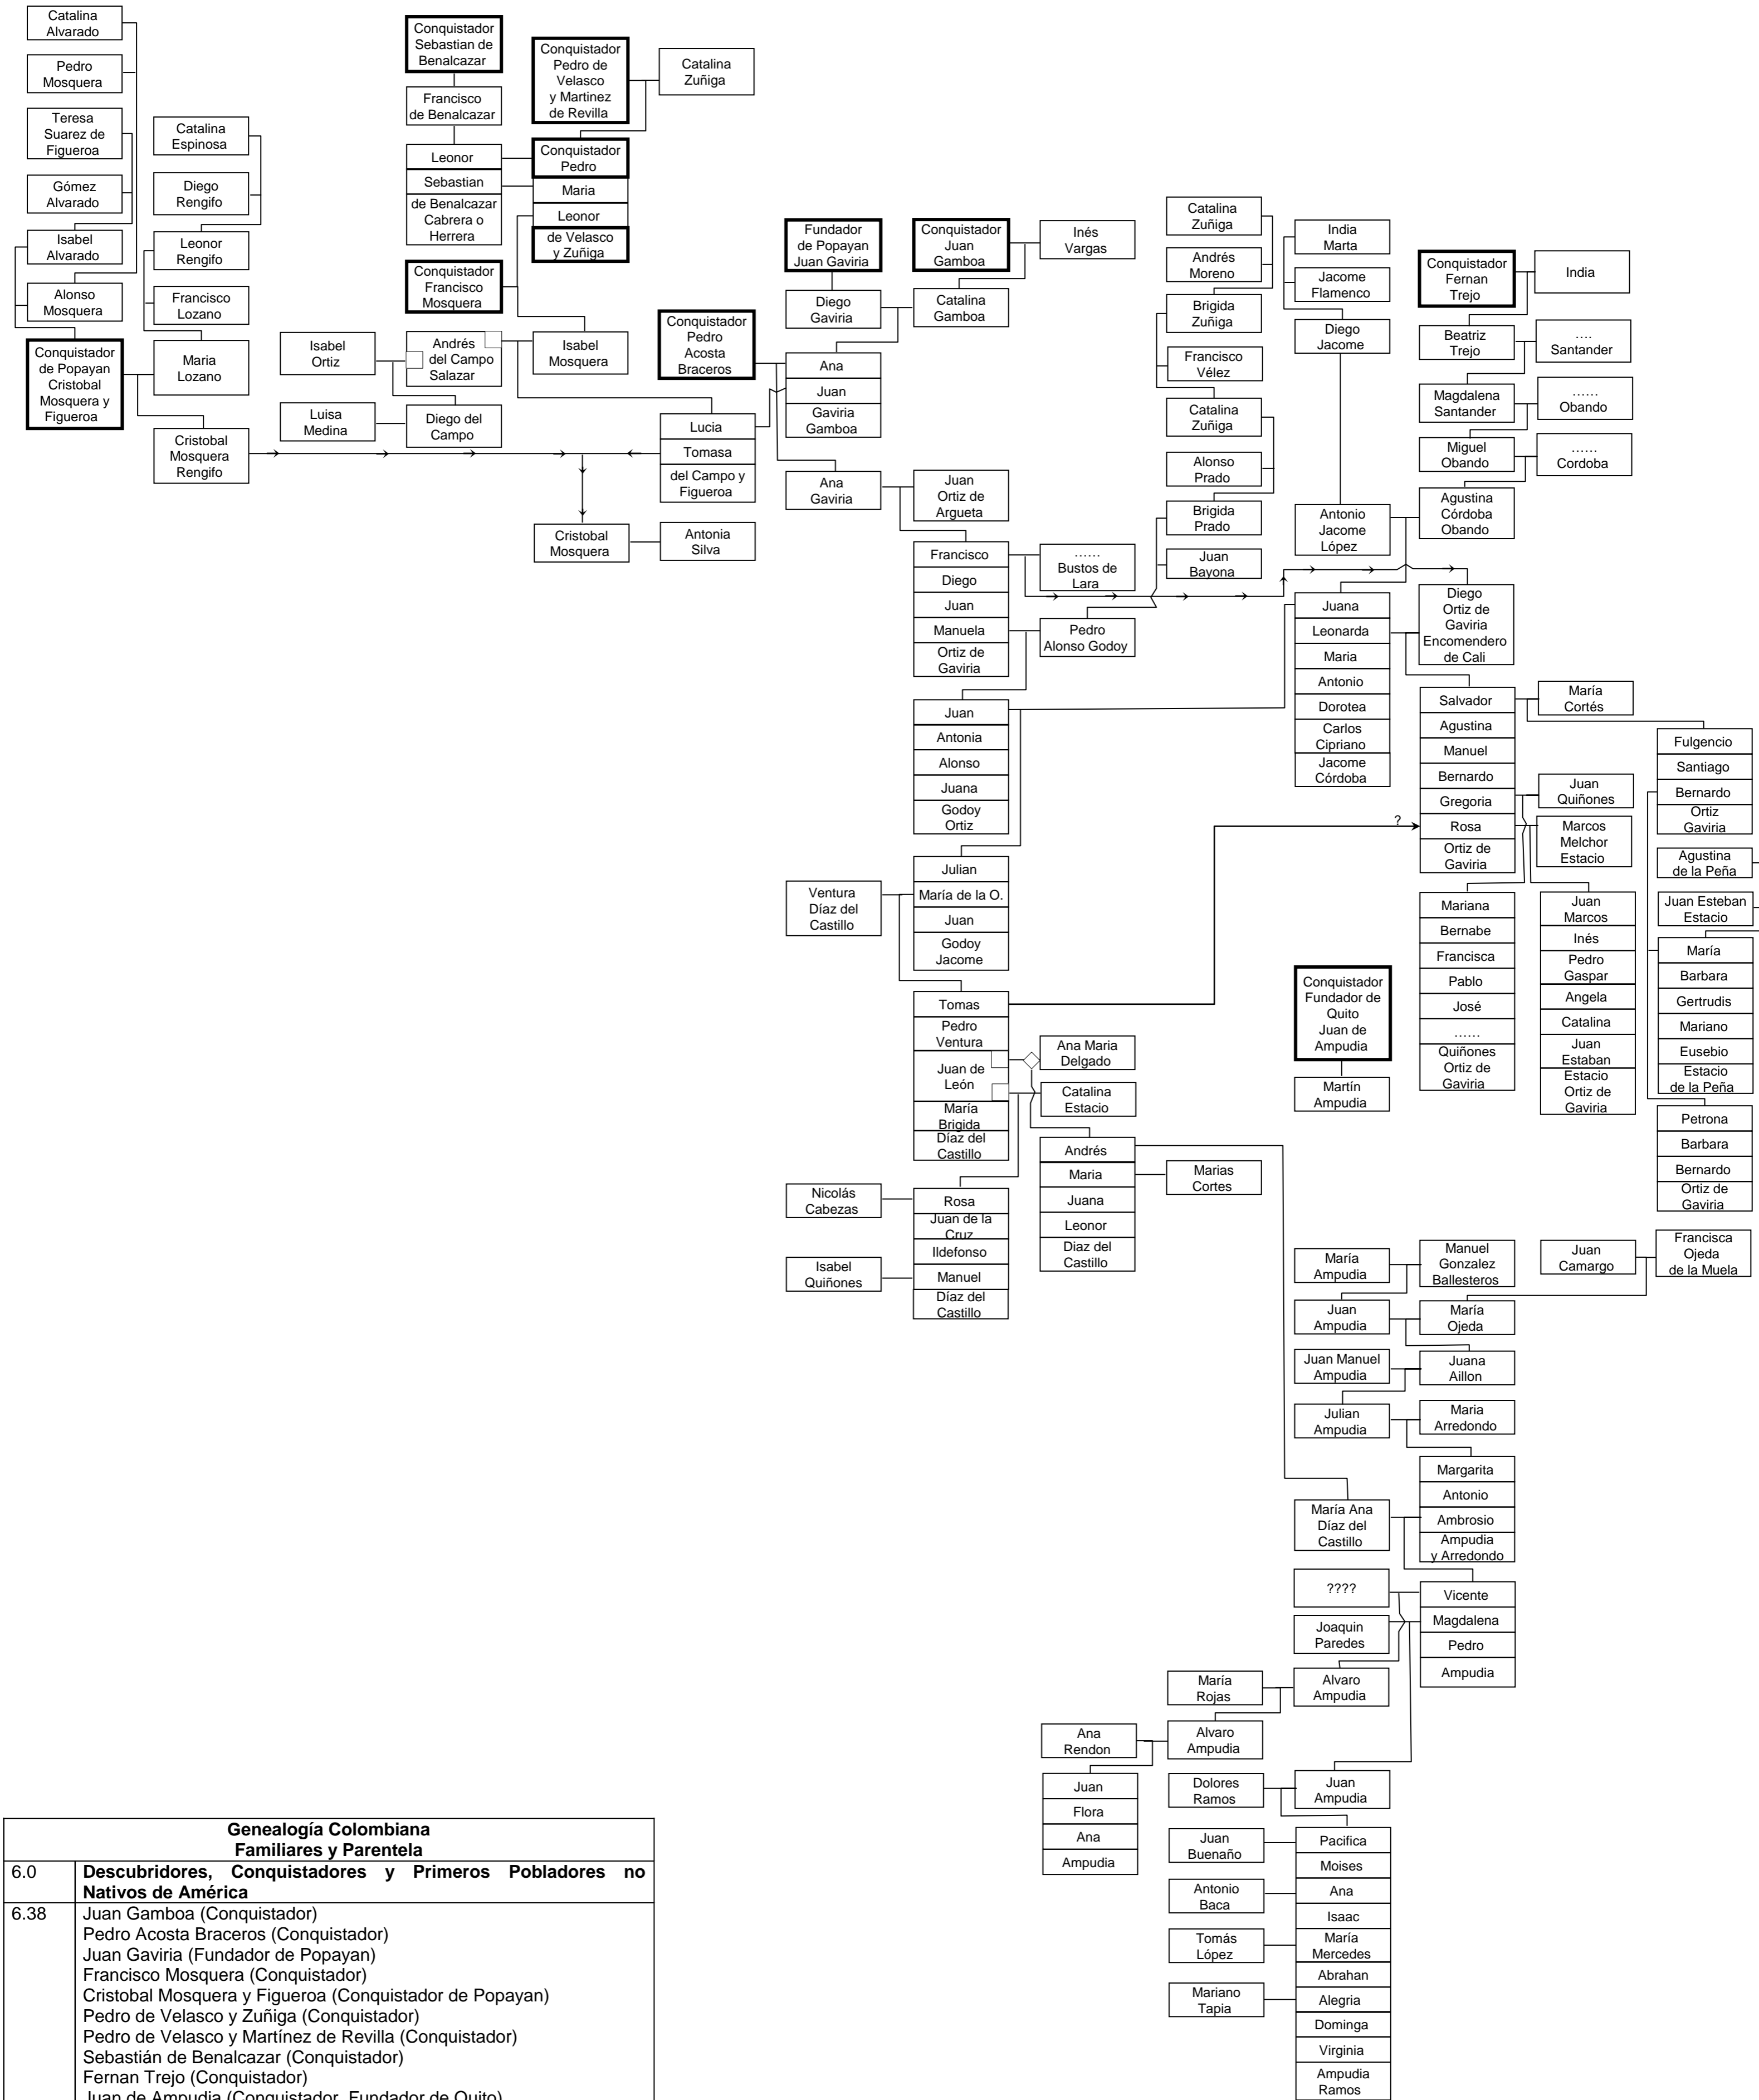 Catalina
Alvarado
Pedro
Mosquera
Teresa
Suarez de
Figueroa
Gómez
Alvarado
Isabel
Alvarado
Alonso
Mosquera
Conquistador
de Popayan
Cristobal
Mosquera y
Figueroa
Catalina
Espinosa
Diego
Rengifo
Leonor
Rengifo
Francisco
Lozano
Maria
Lozano
Cristobal
Mosquera
Rengifo
Conquistador
Sebastian de
Benalcazar
Francisco
de Benalcazar
Leonor
Sebastian
de Benalcazar
Cabrera o
Herrera
Conquistador
Pedro de
Velasco
y Martinez
de Revilla
Catalina
Zuñiga
Conquistador
Pedro
Maria
Leonor
de Velasco
y Zuñiga
Conquistador
Francisco
Mosquera
Isabel
Ortiz
Andrés
del Campo
Salazar
Isabel
Mosquera
Luisa
Medina
Diego del
Campo
Lucia
Tomasa
del Campo y
Figueroa
Cristobal
Mosquera
Antonia
Silva
Conquistador
Pedro
Acosta
Braceros
Fundador
de Popayan
Juan Gaviria
Conquistador
Juan
Gamboa
Inés
Vargas
Diego
Gaviria
Catalina
Gamboa
Ana
Juan
Gaviria
Gamboa
Ana
Gaviria
Juan
Ortiz de
Argueta
Francisco
Diego
Juan
Manuela
Ortiz de
Gaviria
......
Bustos de
Lara
Pedro
Alonso Godoy
Catalina
Zuñiga
Andrés
Moreno
Brigida
Zuñiga
Francisco
Vélez
Catalina
Zuñiga
Alonso
Prado
Brigida
Prado
Juan
Bayona
India
Marta
Jacome
Flamenco
Diego
Jacome
Antonio
Jacome
López
Conquistador
Fernan
Trejo
India
Beatriz
Trejo
....
Santander
Magdalena
Santander
......
Obando
Miguel
Obando
......
Cordoba
Agustina
Córdoba
Obando
Juana
Leonarda
Maria
Antonio
Dorotea
Carlos
Cipriano
Jacome
Córdoba
Diego
Ortiz de
Gaviria
Encomendero
de Cali
Salvador
Agustina
Manuel
Bernardo
Gregoria
Rosa
Ortiz de
Gaviria
María
Cortés
Juan
Quiñones
Marcos
Melchor
Estacio
Fulgencio
Santiago
Bernardo
Ortiz
Gaviria
Agustina
de la Peña
Juan Esteban
Estacio
María
Barbara
Gertrudis
Mariano
Eusebio
Estacio
de la Peña
Petrona
Barbara
Bernardo
Ortiz de
Gaviria
Juan
Antonia
Alonso
Juana
Godoy
Ortiz
?
Julian
María de la O.
Juan
Godoy
Jacome
Ventura
Díaz del
Castillo
Tomas
Pedro
Ventura
Juan de
León
María
Brigida
Díaz del
Castillo
Ana Maria
Delgado
Catalina
Estacio
Mariana
Bernabe
Francisca
Pablo
José
......
Quiñones
Ortiz de
Gaviria
Juan
Marcos
Inés
Pedro
Gaspar
Angela
Catalina
Juan
Estaban
Estacio
Ortiz de
Gaviria
Conquistador
Fundador de
Quito
Juan de
Ampudia
Martín
Ampudia
Andrés
Maria
Juana
Leonor
Diaz del
Castillo
Marias
Cortes
Nicolás
Cabezas
Isabel
Quiñones
Rosa
Juan de la
Cruz
Ildefonso
Manuel
Díaz del
Castillo
María
Ampudia
Manuel
Gonzalez
Ballesteros
Juan
Camargo
Francisca
Ojeda
de la Muela
Juan
Ampudia
María
Ojeda
Juan Manuel
Ampudia
Juana
Aillon
Julian
Ampudia
Maria
Arredondo
Margarita
Antonio
Ambrosio
Ampudia
y Arredondo
María Ana
Díaz del
Castillo
????
Joaquin
Paredes
Vicente
Magdalena
Pedro
Ampudia
María
Rojas
Alvaro
Ampudia
Ana
Rendon
Alvaro
Ampudia
Juan
Flora
Ana
Ampudia
Dolores
Ramos
Juan
Ampudia
Juan
Buenaño
Antonio
Baca
Tomás
López
Mariano
Tapia
Pacifica
Moises
Ana
Isaac
María
Mercedes
Abrahan
Alegria
Dominga
Virginia
Ampudia
Ramos
Genealogía Colombiana
Familiares y Parentela
6.0 Descubridores, Conquistadores y Primeros Pobladores no
Nativos de América
6.38 Juan Gamboa (Conquistador)
Pedro Acosta Braceros (Conquistador)
Juan Gaviria (Fundador de Popayan)
Francisco Mosquera (Conquistador)
Cristobal Mosquera y Figueroa (Conquistador de Popayan)
Pedro de Velasco y Zuñiga (Conquistador)
Pedro de Velasco y Martínez de Revilla (Conquistador)
Sebastián de Benalcazar (Conquistador)
Fernan Trejo (Conquistador)
Juan de Ampudia (Conquistador, Fundador de Quito)